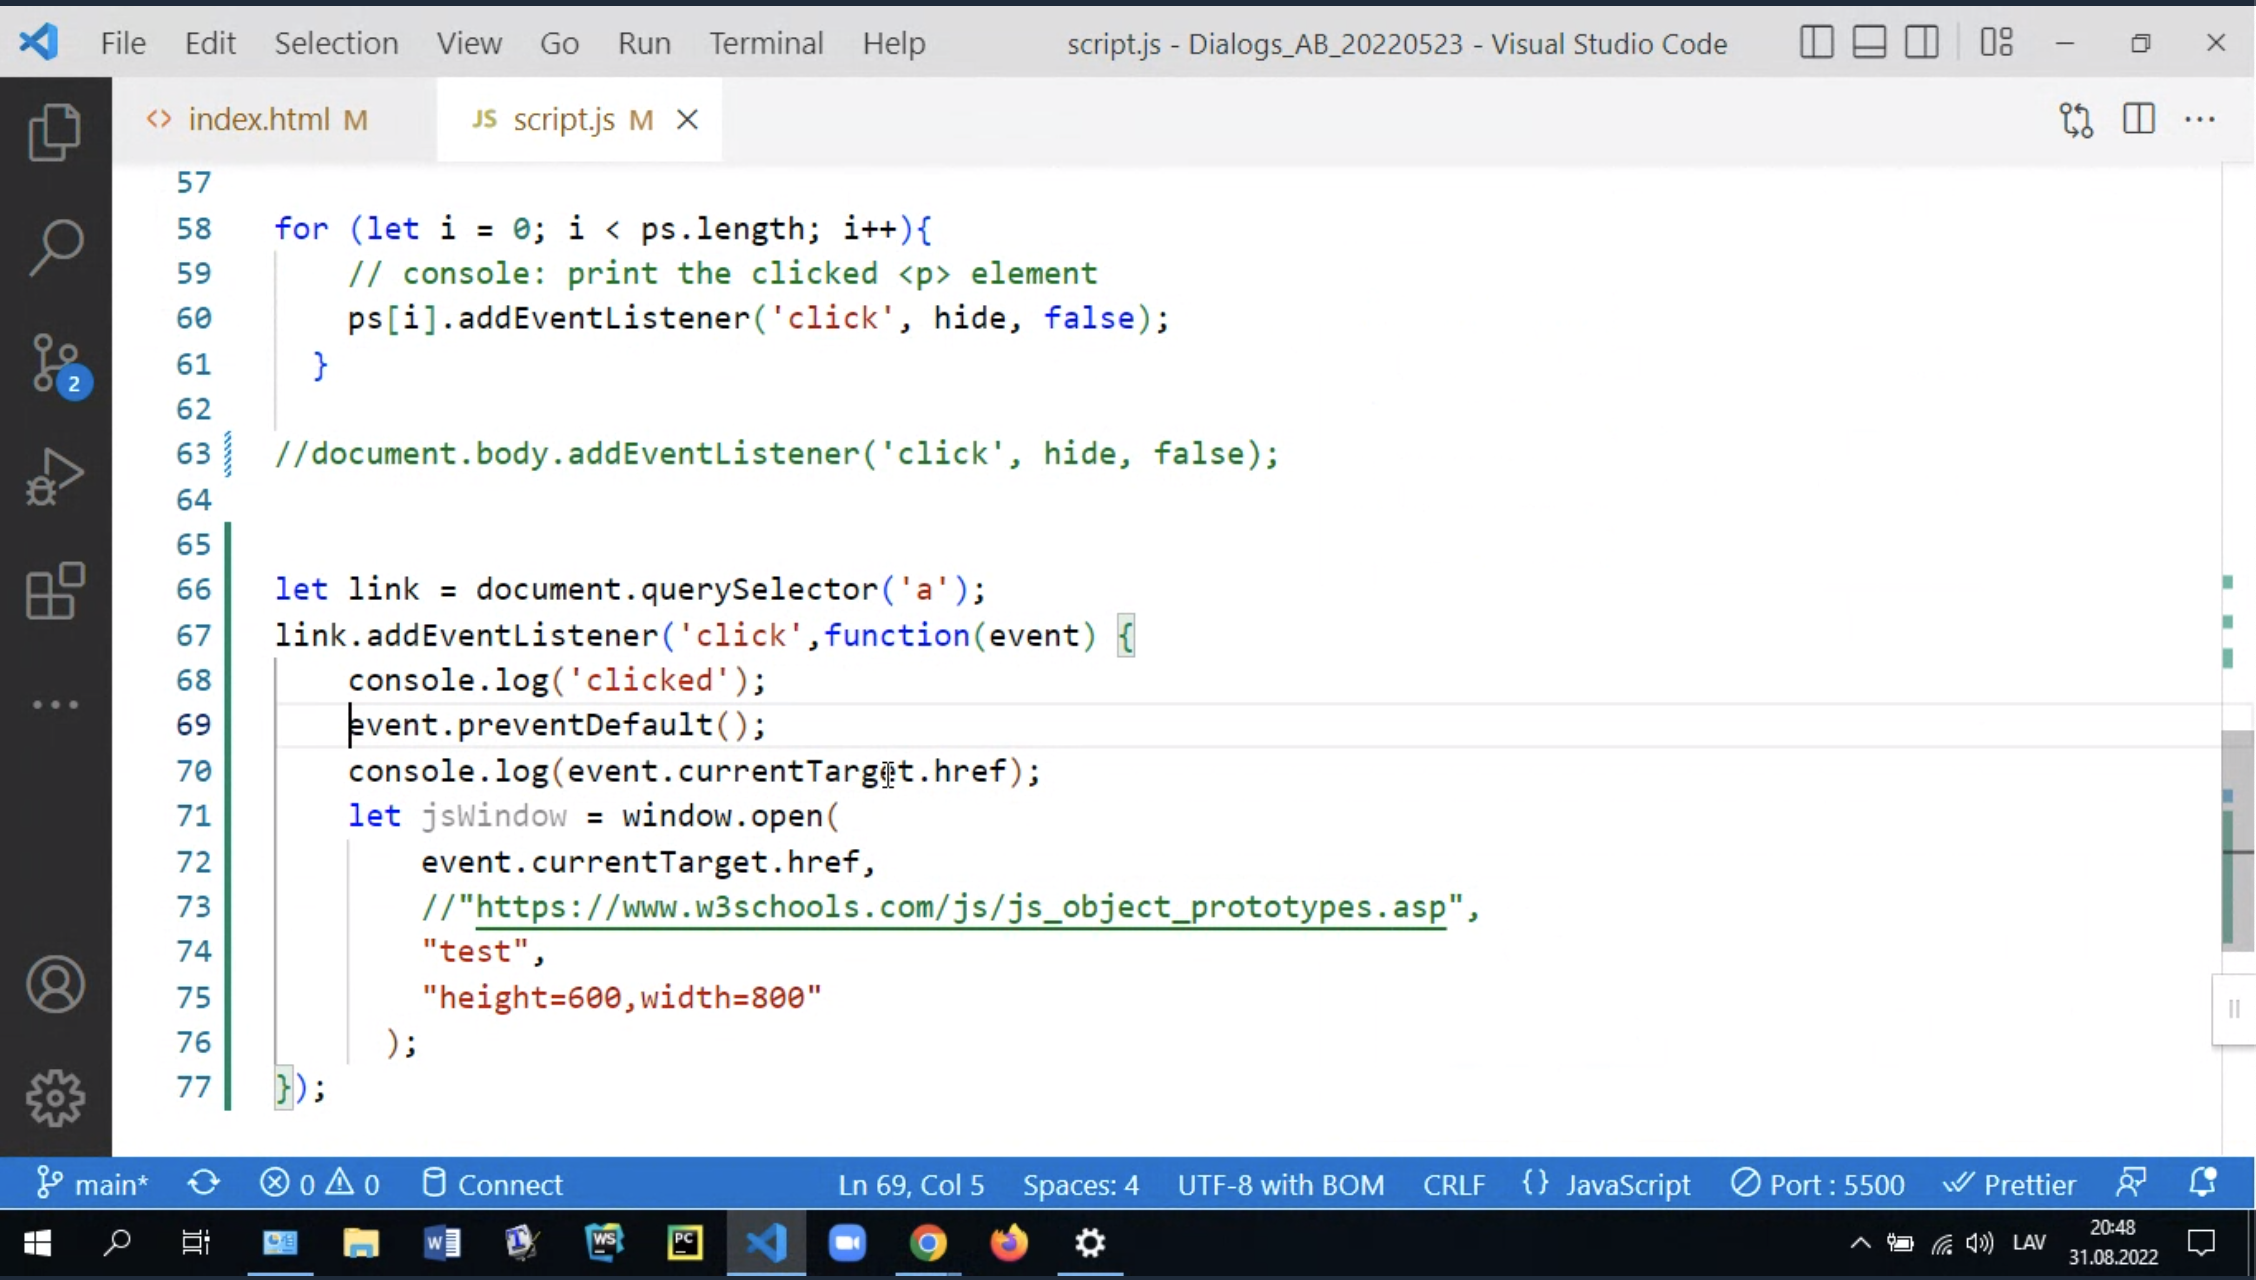 File Edit Selection View Go Run Terminal Help script.js - Dialogs_AB_20220523 - Visual Studio Code
<> index.html M JS script.js M
57
58 for (let i = 0; i < ps.length; i++){
59 // console: print the clicked <p> element
60 ps[i].addEventListener('click', hide, false);
61 }
62
63 //document.body.addEventListener('click', hide, false);
64
65
66 let link = document.querySelector('a');
67 link.addEventListener('click',function(event) {
68 console.log('clicked');
69 event.preventDefault();
70 console.log(event.currentTarget.href);
71 let jsWindow = window.open(
72 event.currentTarget.href,
73 //"https://www.w3schools.com/js/js_object_prototypes.asp",
74 "test",
75 "height=600,width=800"
76 );
77 });
2
main* 0 0 Connect Ln 69, Col 5 Spaces: 4 UTF-8 with BOM CRLF {} JavaScript Port : 5500 Prettier
W WS PC LAV 20:48
31.08.2022